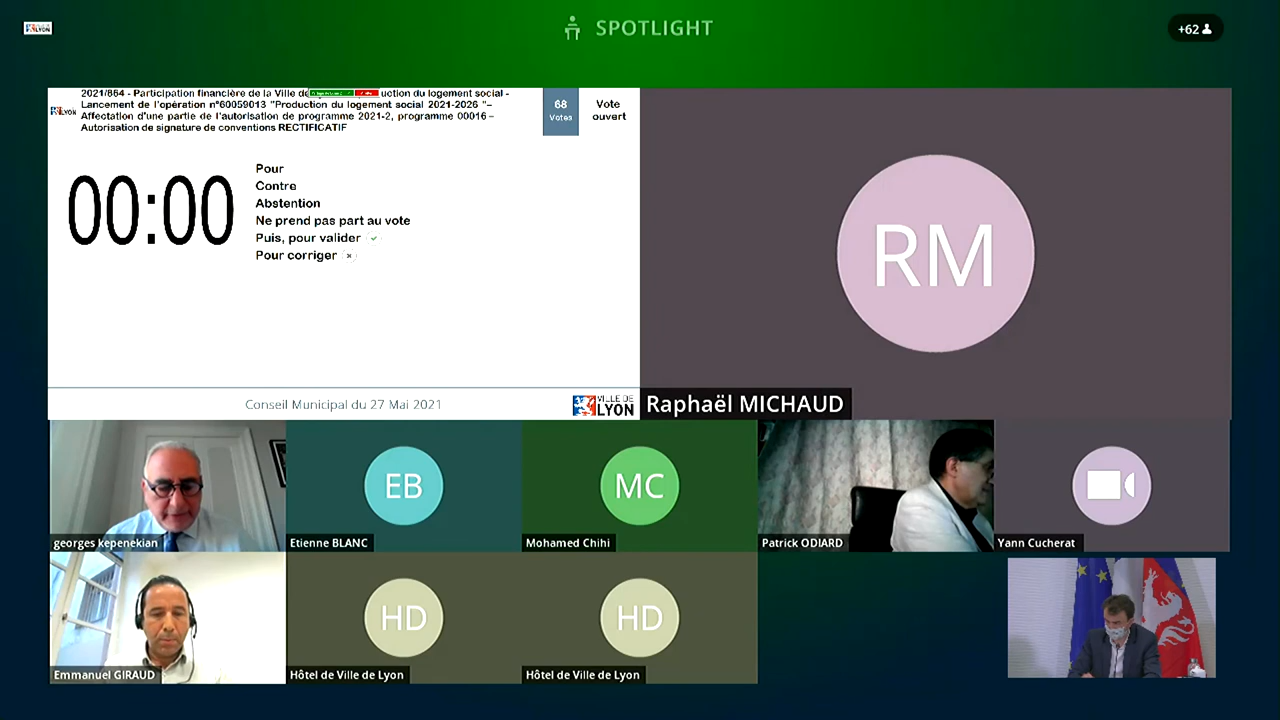 SPOTLIGHT
+62
2021/864 - Participation financière de la Ville de uction du logement social -
Lancement de l'opération n°60059013 "Production du logement social 2021-2026 "–
Affectation d'une partie de l'autorisation de programme 2021-2, programme 00016 –
Autorisation de signature de conventions RECTIFICATIF
68
Votes
Vote
ouvert
LYON
00:00
Pour
Contre
Abstention
Ne prend pas part au vote
Puis, pour valider
Pour corriger
Conseil Municipal du 27 Mai 2021
VILLE DE
LYON
RM
Raphaël MICHAUD
georges kepenekian
EB
Etienne BLANC
MC
Mohamed Chihi
Patrick ODIARD
Yann Cucherat
Emmanuel GIRAUD
HD
Hôtel de Ville de Lyon
HD
Hôtel de Ville de Lyon